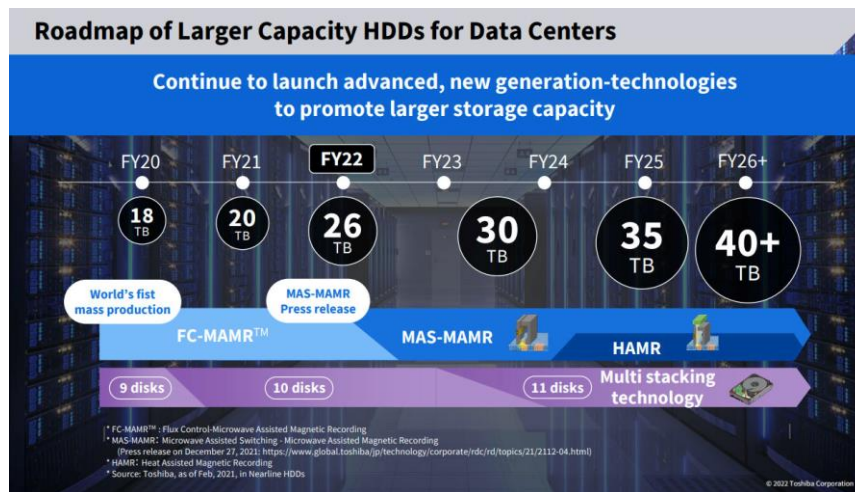 Roadmap of Larger Capacity HDDs for Data Centers
Continue to launch advanced, new generation-technologies
to promote larger storage capacity
FY20
FY21
FY22
FY23
FY24
FY25
FY26+
18
TB
20
TB
26
TB
30
TB
35
TB
40+
TB
World's fist
mass production
MAS-MAMR
Press release
FC-MAMR™
MAS-MAMR
HAMR
9 disks
10 disks
11 disks
Multi stacking
technology
* FC-MAMR™ : Flux Control-Microwave Assisted Magnetic Recording
* MAS-MAMR: Microwave Assisted Switching - Microwave Assisted Magnetic Recording
(Press release on December 27, 2021: https://www.global.toshiba/jp/technology/corporate/rdc/rd/topics/21/2112-04.html)
* HAMR: Heat Assisted Magnetic Recording
* Source: Toshiba, as of Feb, 2021, in Nearline HDDs
© 2022 Toshiba Corporation